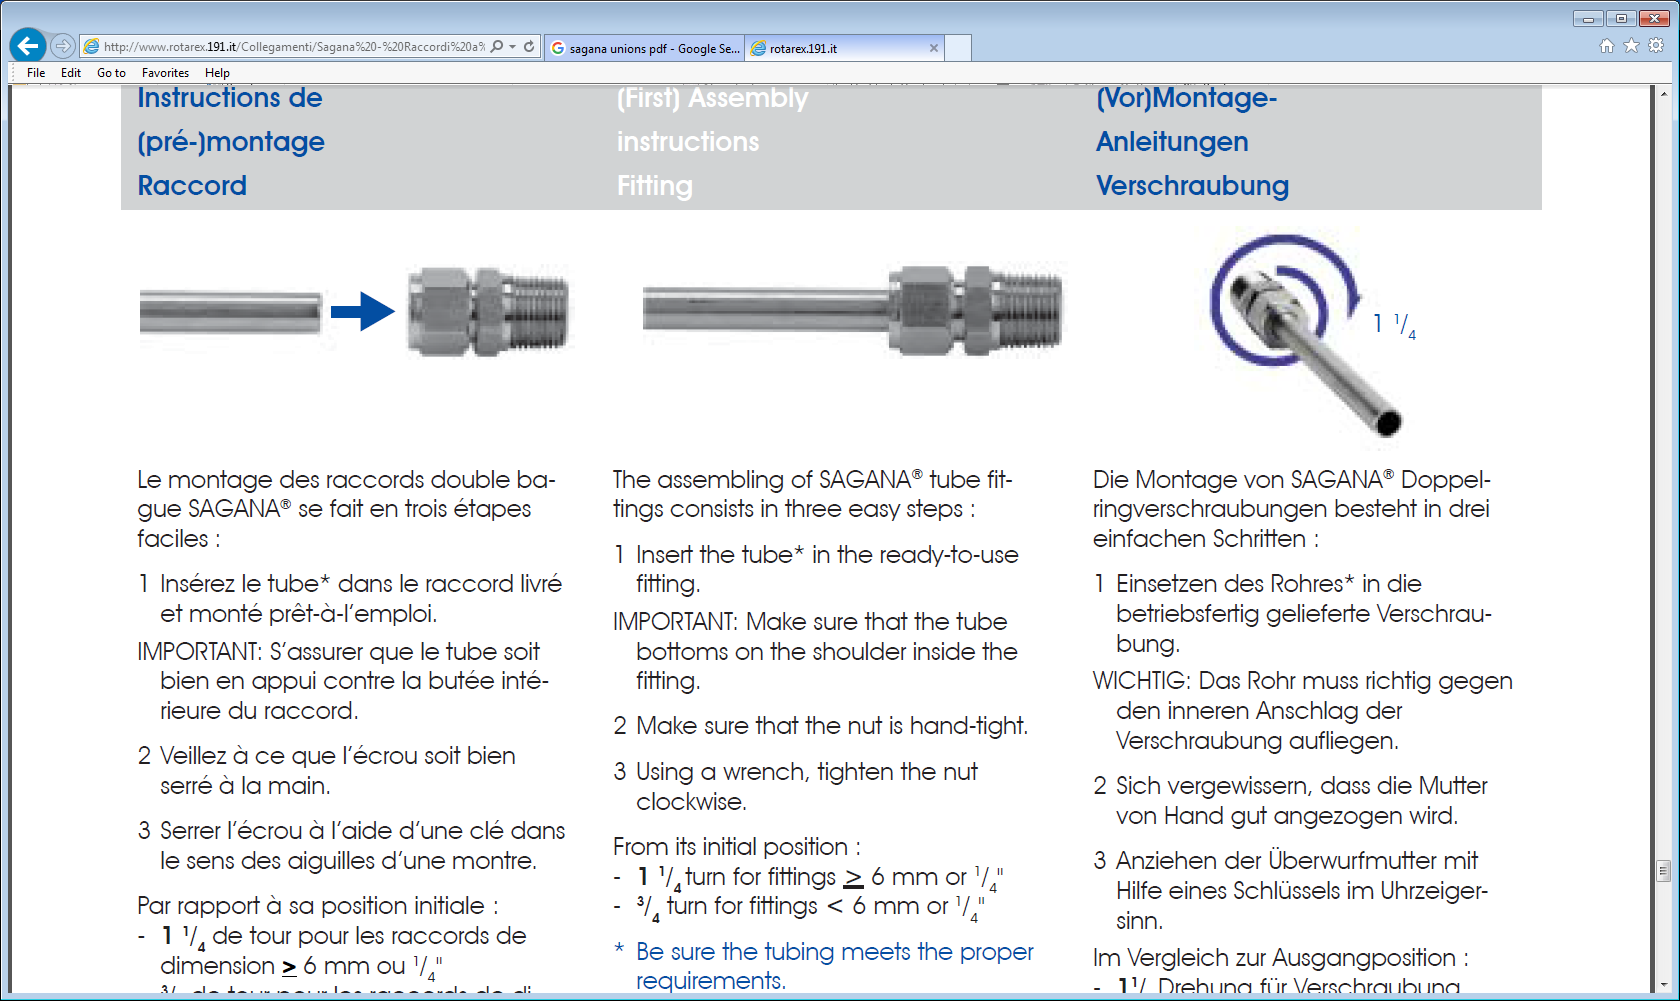 http://www.rotarex.191.it/Collegamenti/Sagana%20-%20Raccordi%20a%
sagana unions pdf - Google Se...
rotarex.191.it
File Edit Go to Favorites Help
Instructions de
(pré-)montage
Raccord
(First) Assembly
instructions
Fitting
(Vor)Montage-
Anleitungen
Verschraubung
1 1/4
Le montage des raccords double ba-
gue SAGANA® se fait en trois étapes
faciles :
1 Insérez le tube* dans le raccord livré
et monté prêt-à-l'emploi.
IMPORTANT: S'assurer que le tube soit
bien en appui contre la butée inté-
rieure du raccord.
2 Veillez à ce que l'écrou soit bien
serré à la main.
3 Serrer l'écrou à l'aide d'une clé dans
le sens des aiguilles d'une montre.
Par rapport à sa position initiale :
- 1 1/4 de tour pour les raccords de
dimension ≥ 6 mm ou 1/4"
The assembling of SAGANA® tube fit-
tings consists in three easy steps :
1 Insert the tube* in the ready-to-use
fitting.
IMPORTANT: Make sure that the tube
bottoms on the shoulder inside the
fitting.
2 Make sure that the nut is hand-tight.
3 Using a wrench, tighten the nut
clockwise.
From its initial position :
- 1 1/4 turn for fittings ≥ 6 mm or 1/4"
- 3/4 turn for fittings < 6 mm or 1/4"
* Be sure the tubing meets the proper
requirements.
Die Montage von SAGANA® Doppel-
ringverschraubungen besteht in drei
einfachen Schritten :
1 Einsetzen des Rohres* in die
betriebsfertig gelieferte Verschrau-
bung.
WICHTIG: Das Rohr muss richtig gegen
den inneren Anschlag der
Verschraubung aufliegen.
2 Sich vergewissern, dass die Mutter
von Hand gut angezogen wird.
3 Anziehen der Überwurfmutter mit
Hilfe eines Schlüssels im Uhrzeiger-
sinn.
Im Vergleich zur Ausgangposition :
- 1 1/ Drehung für Verschraubung